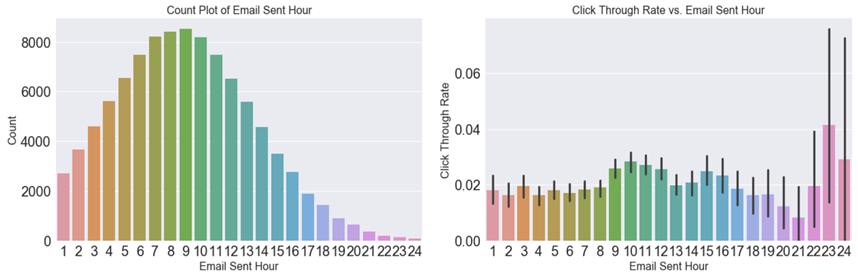 Count Plot of Email Sent Hour
Count
8000
6000
4000
2000
0
1 2 3 4 5 6 7 8 9 10 11 12 13 14 15 16 17 18 19 20 21 22 23 24
Email Sent Hour
Click Through Rate vs. Email Sent Hour
Click Through Rate
0.06
0.04
0.02
0.00
1 2 3 4 5 6 7 8 9 10 11 12 13 14 15 16 17 18 19 20 21 22 23 24
Email Sent Hour